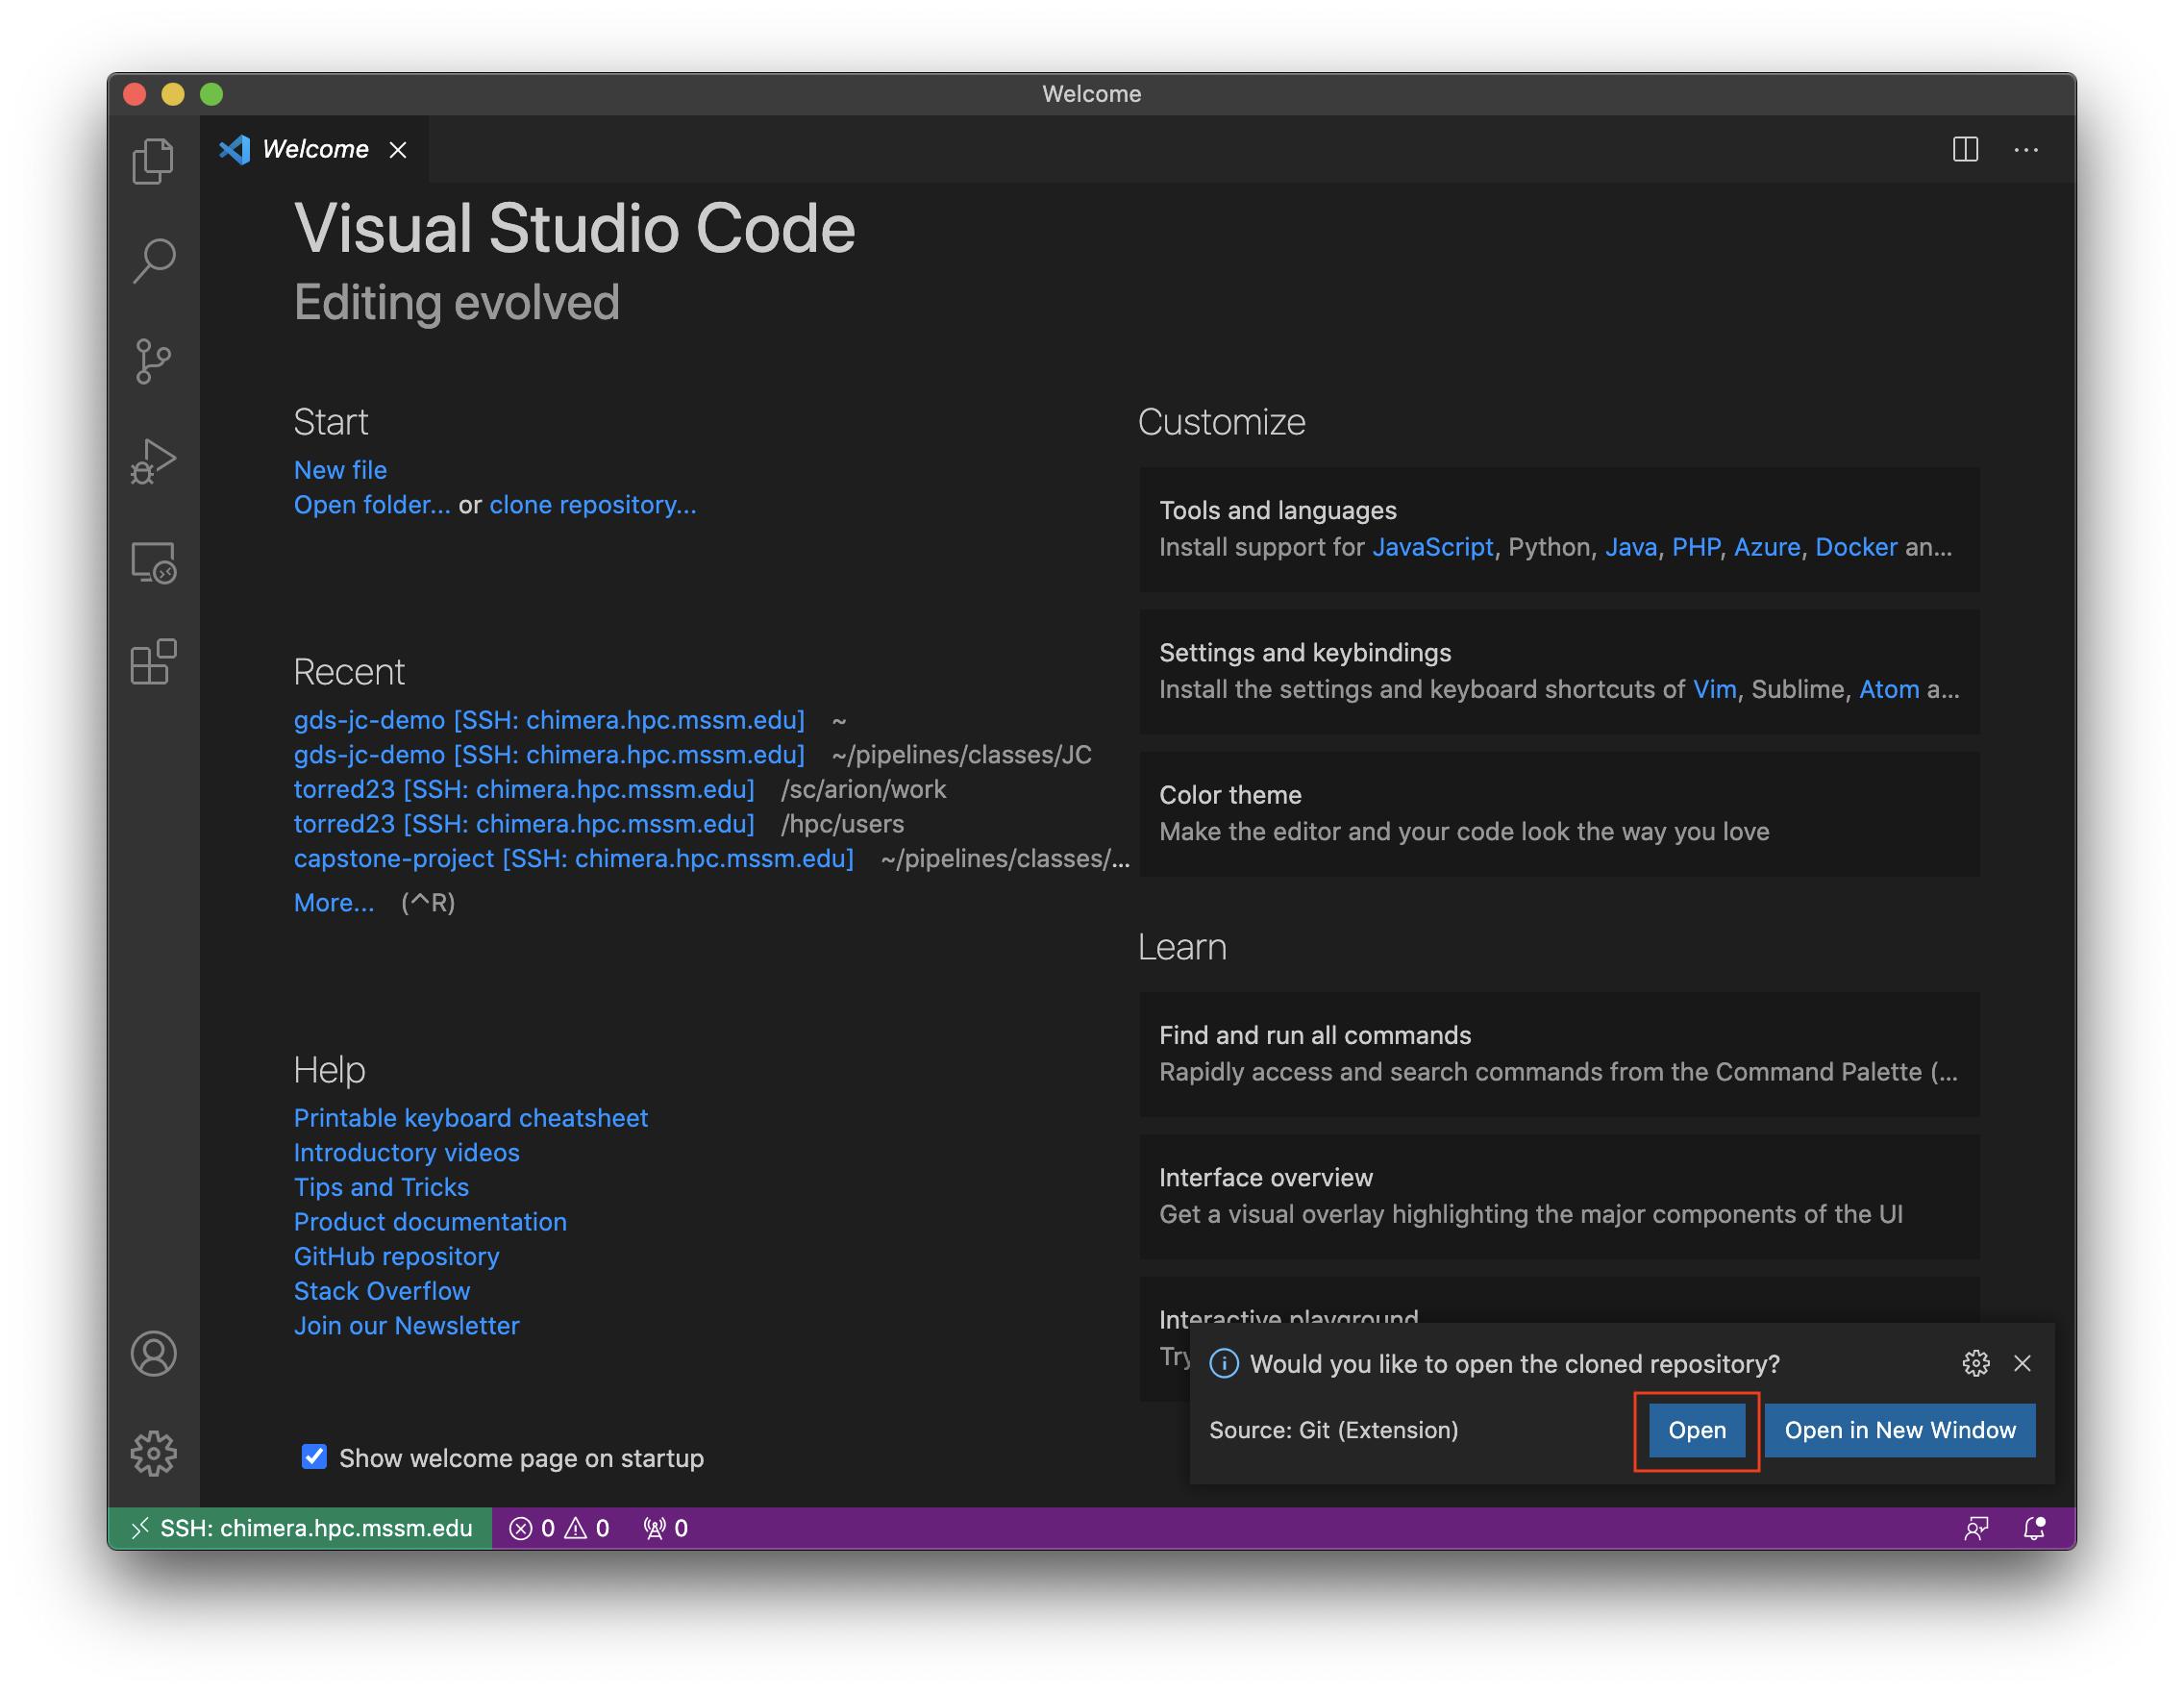 Welcome
Welcome
Visual Studio Code
Editing evolved
Start
New file
Open folder... or clone repository...
Recent
gds-jc-demo [SSH: chimera.hpc.mssm.edu] ~
gds-jc-demo [SSH: chimera.hpc.mssm.edu] ~/pipelines/classes/JC
torred23 [SSH: chimera.hpc.mssm.edu] /sc/arion/work
torred23 [SSH: chimera.hpc.mssm.edu] /hpc/users
capstone-project [SSH: chimera.hpc.mssm.edu] ~/pipelines/classes/...
More... (^R)
Help
Printable keyboard cheatsheet
Introductory videos
Tips and Tricks
Product documentation
GitHub repository
Stack Overflow
Join our Newsletter
Show welcome page on startup
Customize
Tools and languages
Install support for JavaScript, Python, Java, PHP, Azure, Docker an...
Settings and keybindings
Install the settings and keyboard shortcuts of Vim, Sublime, Atom a...
Color theme
Make the editor and your code look the way you love
Learn
Find and run all commands
Rapidly access and search commands from the Command Palette (...
Interface overview
Get a visual overlay highlighting the major components of the UI
Interactive playground
Try
Would you like to open the cloned repository?
Source: Git (Extension)
Open
Open in New Window
SSH: chimera.hpc.mssm.edu 0 0 0